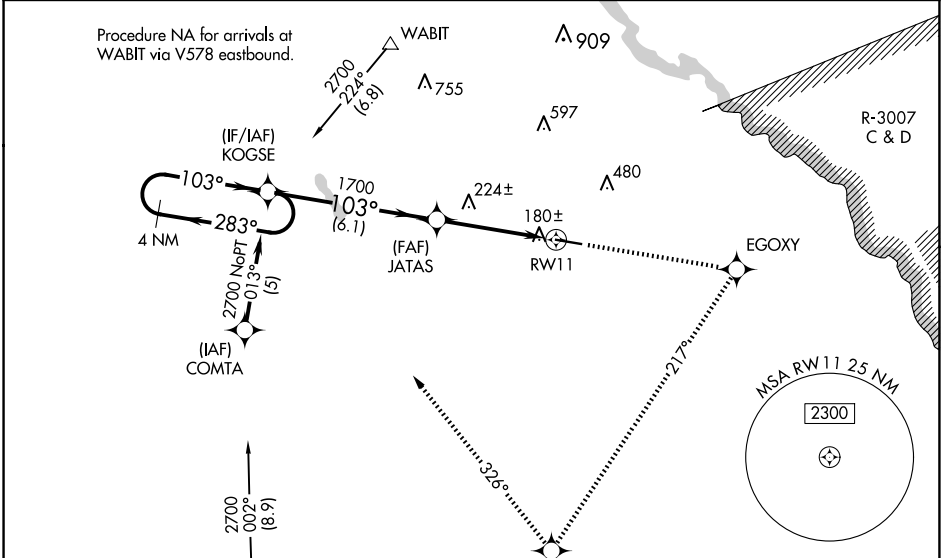 Procedure NA for arrivals at
WABIT via V578 eastbound.
WABIT
2700
224°
(6.8)
909
755
597
480
R-3007
C & D
(IF/IAF)
KOGSE
103°
283°
4 NM
1700
103°
(6.1)
224±
180±
(FAF)
JATAS
RW11
EGOXY
2700 NoPT
013°
(5)
(IAF)
COMTA
217°
326°
2700
002°
(8.9)
MSA RW11 25 NM
2300